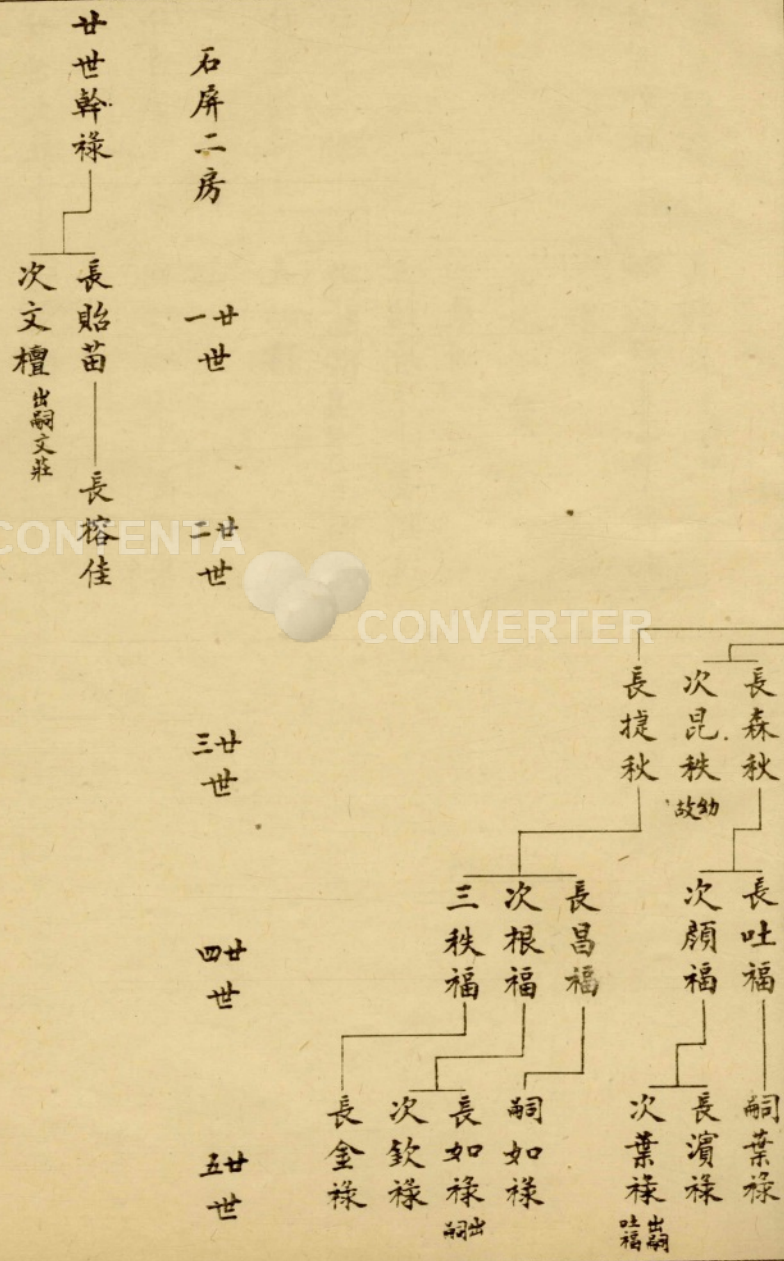 長森秋
次昆秩
幼故
長捷秋
長吐福
次顏福
長昌福
次根福
三秩福
嗣葉祿
長濱祿
次葉祿
出嗣吐福
嗣如祿
長如祿
出嗣
次欽祿
長金祿
石屏二房
廿一世
廿二世
廿三世
廿四世
廿五世
廿世幹祿
長貽苗
次文檀
出嗣文莊
長榕佳
CONTENTA
CONVERTER